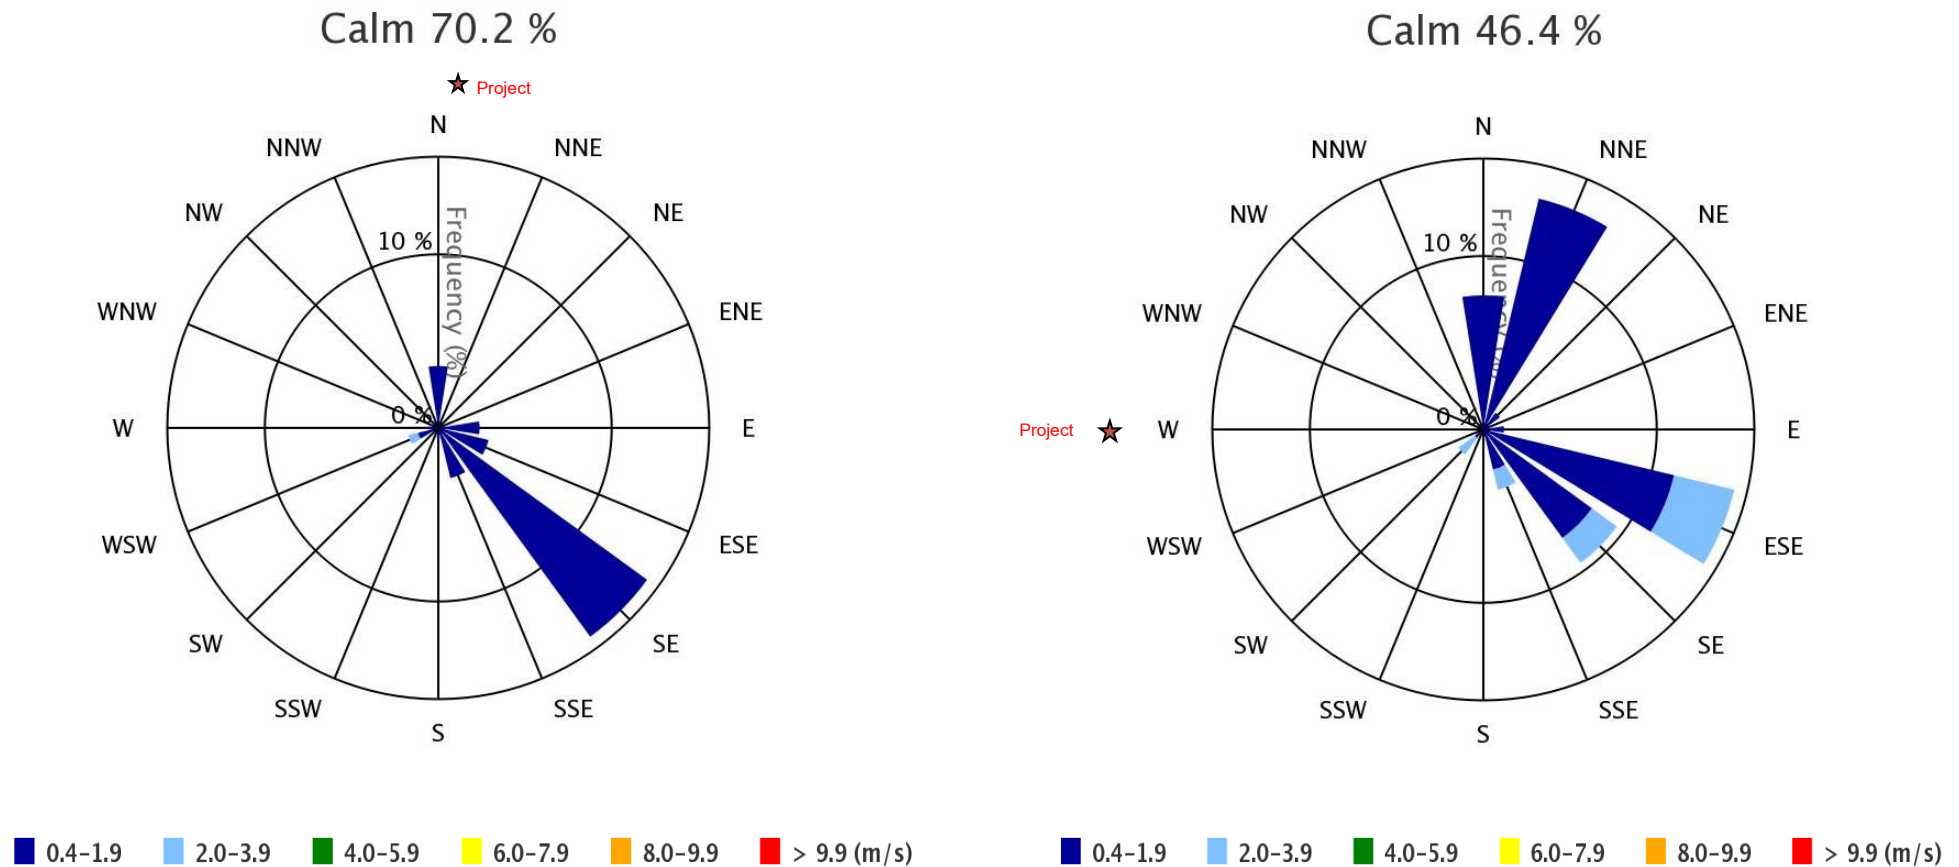 Calm 70.2 %
Project
N
NNW
NNE
NW
NE
10 %
Frequency (%)
WNW
ENE
0 %
W
E
WSW
ESE
SW
SE
SSW
SSE
S
0.4–1.9
2.0–3.9
4.0–5.9
6.0–7.9
8.0–9.9
> 9.9 (m/s)
Calm 46.4 %
N
NNW
NNE
NW
NE
10 %
Frequency (%)
WNW
ENE
0 %
Project
W
E
WSW
ESE
SW
SE
SSW
SSE
S
0.4–1.9
2.0–3.9
4.0–5.9
6.0–7.9
8.0–9.9
> 9.9 (m/s)